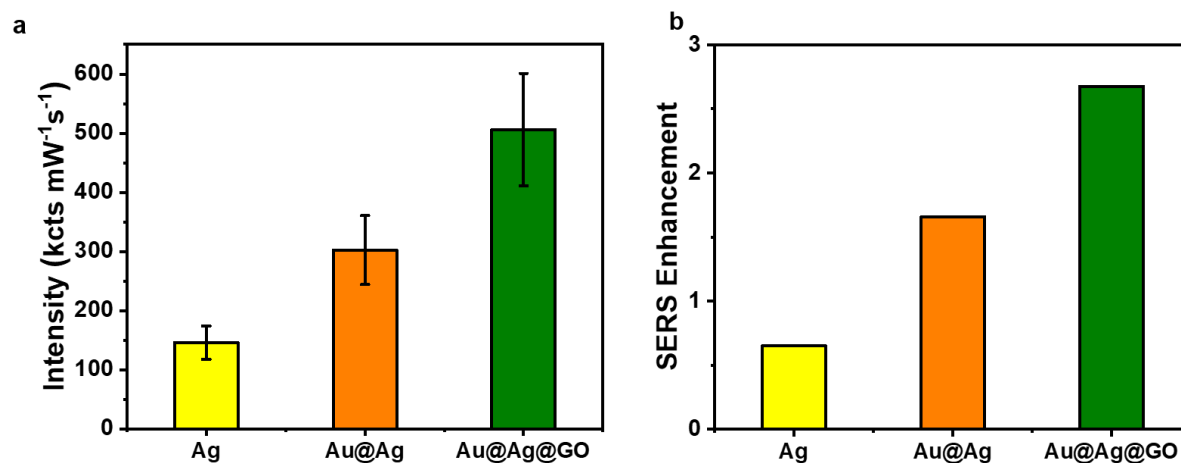 a
Intensity (kcts mW⁻¹s⁻¹)
600
500
400
300
200
100
0
Ag
Au@Ag
Au@Ag@GO
b
SERS Enhancement
3
2
1
0
Ag
Au@Ag
Au@Ag@GO